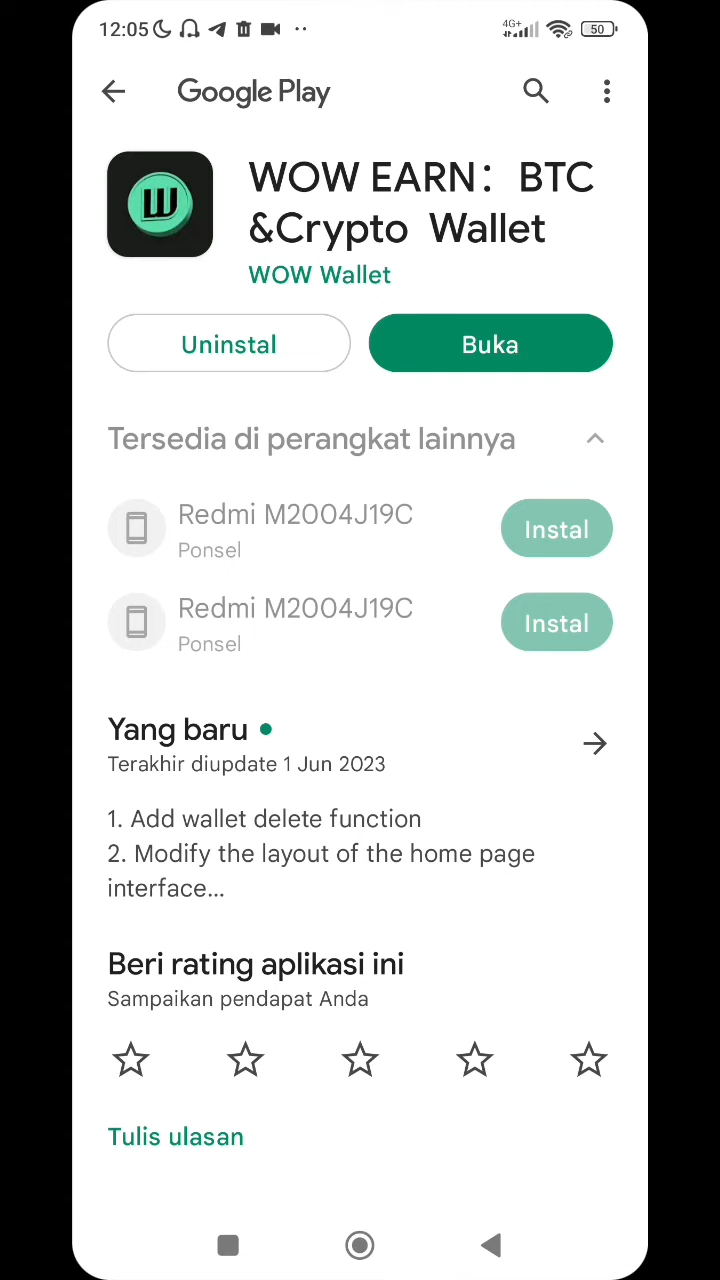 12:05
4G+
50
Google Play
WOW EARN： BTC
&Crypto Wallet
WOW Wallet
Uninstal
Buka
Tersedia di perangkat lainnya
Redmi M2004J19C
Ponsel
Instal
Redmi M2004J19C
Ponsel
Instal
Yang baru
Terakhir diupdate 1 Jun 2023
1. Add wallet delete function
2. Modify the layout of the home page
interface...
Beri rating aplikasi ini
Sampaikan pendapat Anda
Tulis ulasan